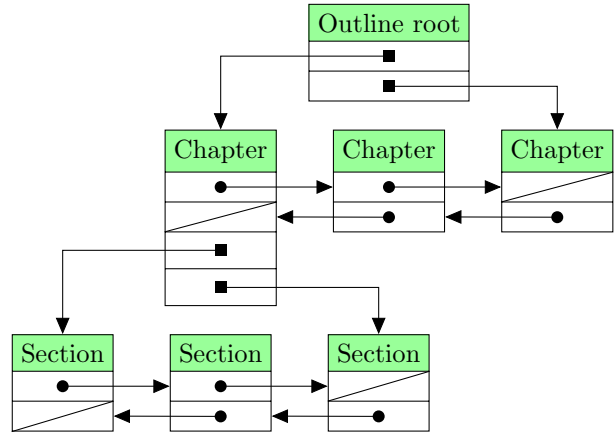 Outline root
Chapter
Chapter
Chapter
Section
Section
Section